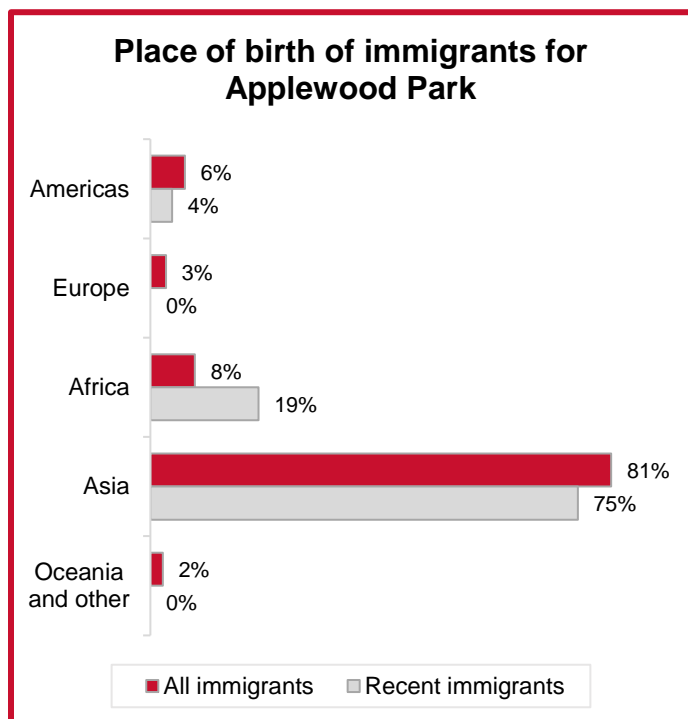 Place of birth of immigrants for
Applewood Park
Americas
6%
4%
Europe
3%
0%
Africa
8%
19%
Asia
81%
75%
Oceania
and other
2%
0%
All immigrants
Recent immigrants